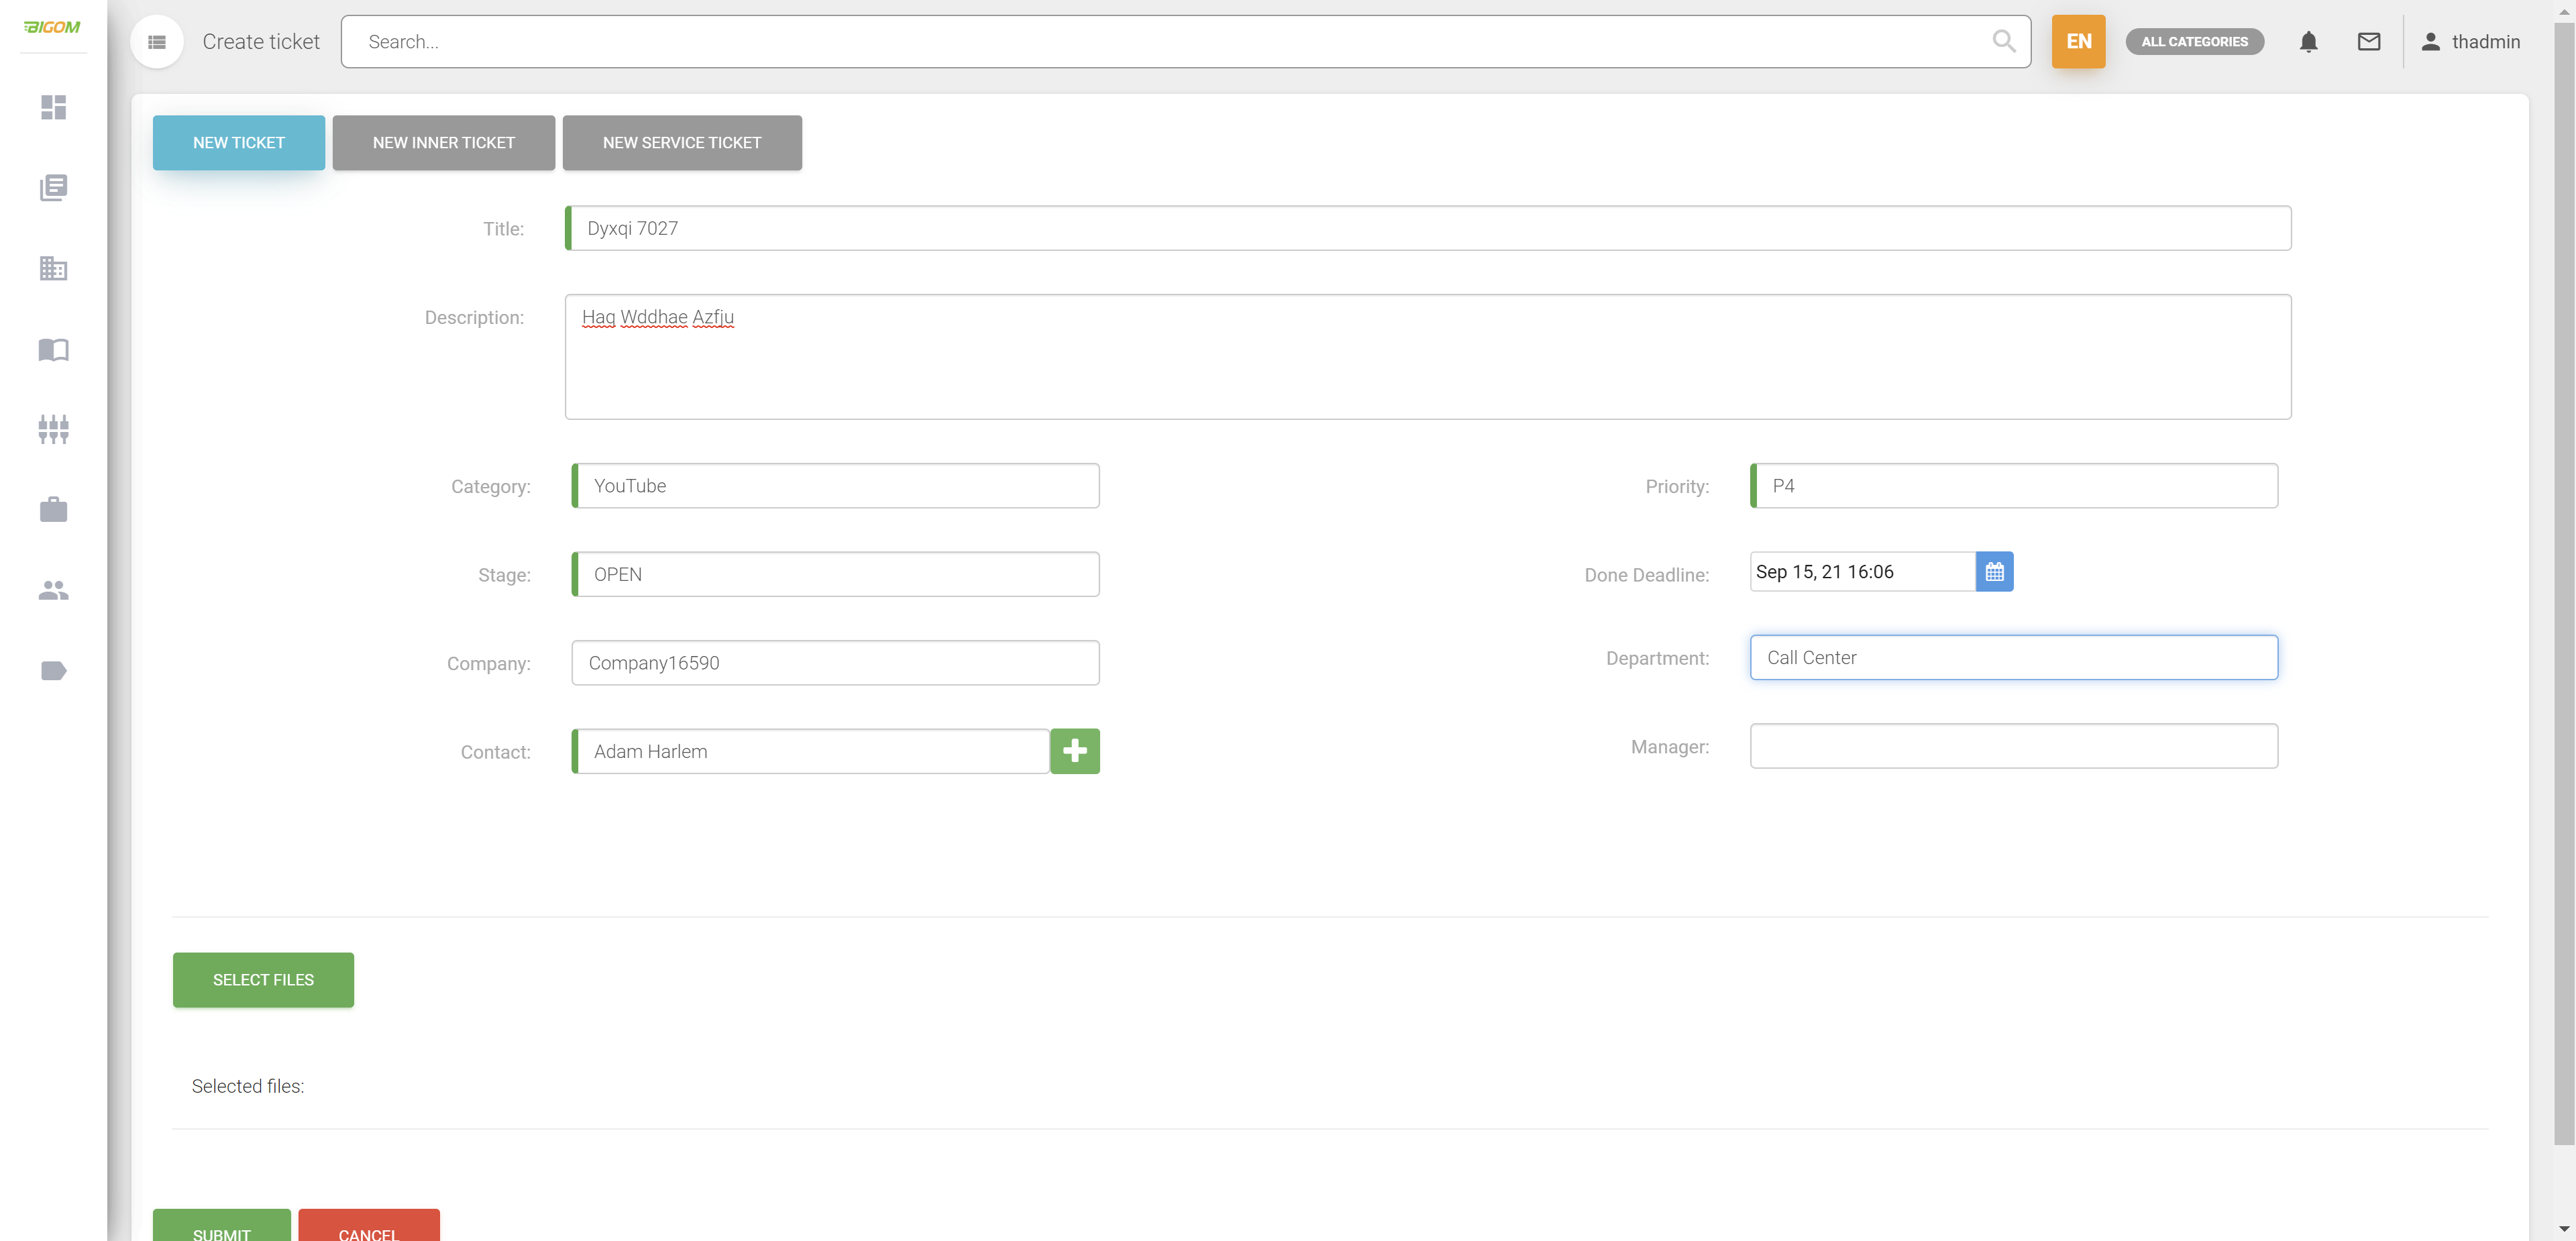 BIGOM
Create ticket
Search...
EN
ALL CATEGORIES
thadmin
NEW TICKET
NEW INNER TICKET
NEW SERVICE TICKET
Title:
Dyxqi 7027
Description:
Haq Wddhae Azfju
Category:
YouTube
Priority:
P4
Stage:
OPEN
Done Deadline:
Sep 15, 21 16:06
Company:
Company16590
Department:
Call Center
Contact:
Adam Harlem
Manager:
SELECT FILES
Selected files:
SUBMIT
CANCEL